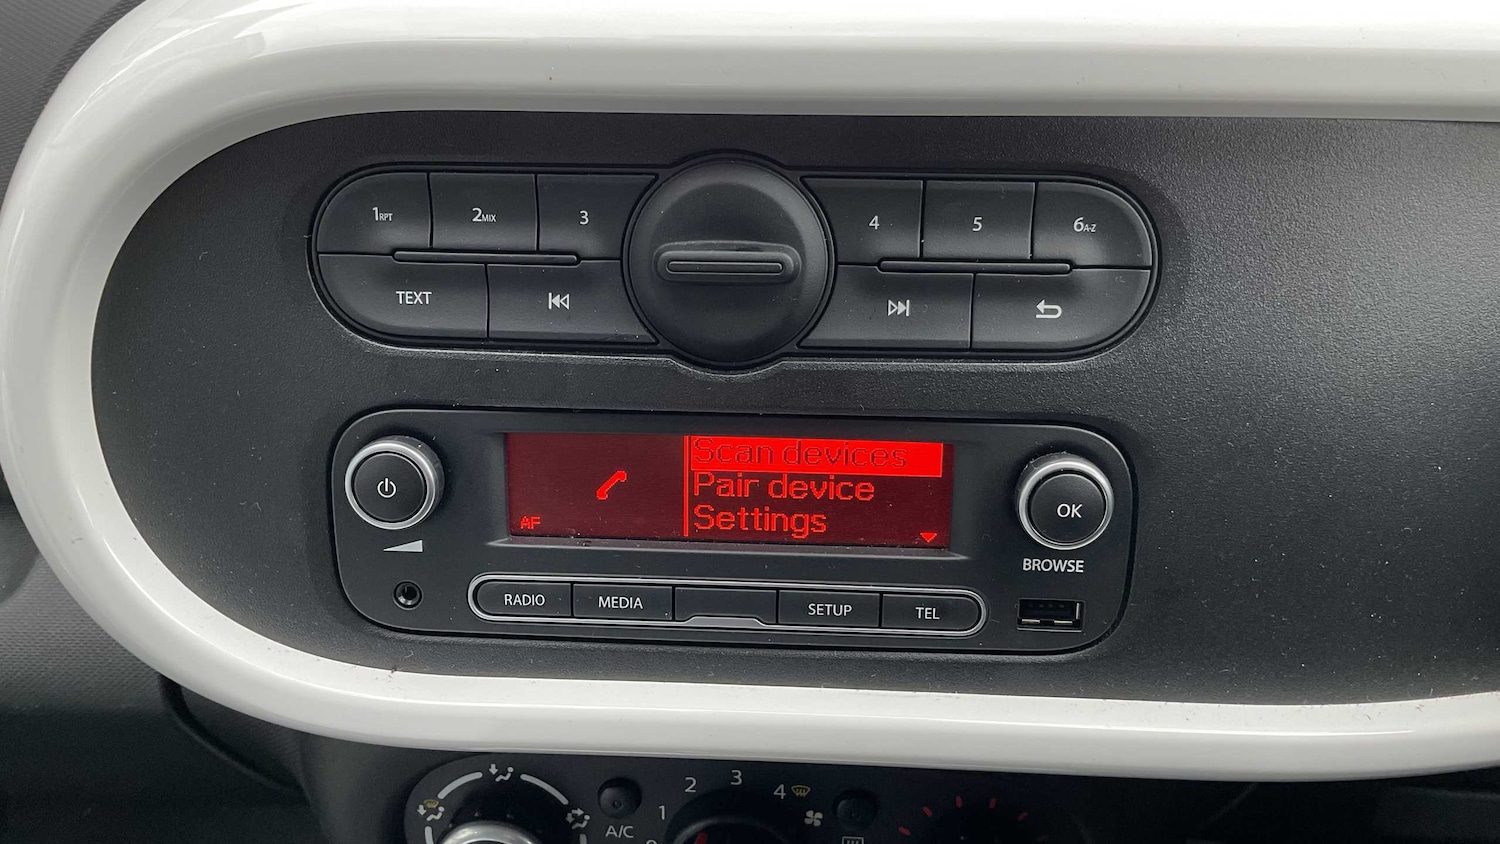 1RPT
2MIX
3
4
5
6A-Z
TEXT
Scan devices
Pair device
Settings
AF
OK
BROWSE
RADIO
MEDIA
SETUP
TEL
A/C
1
2
3
4